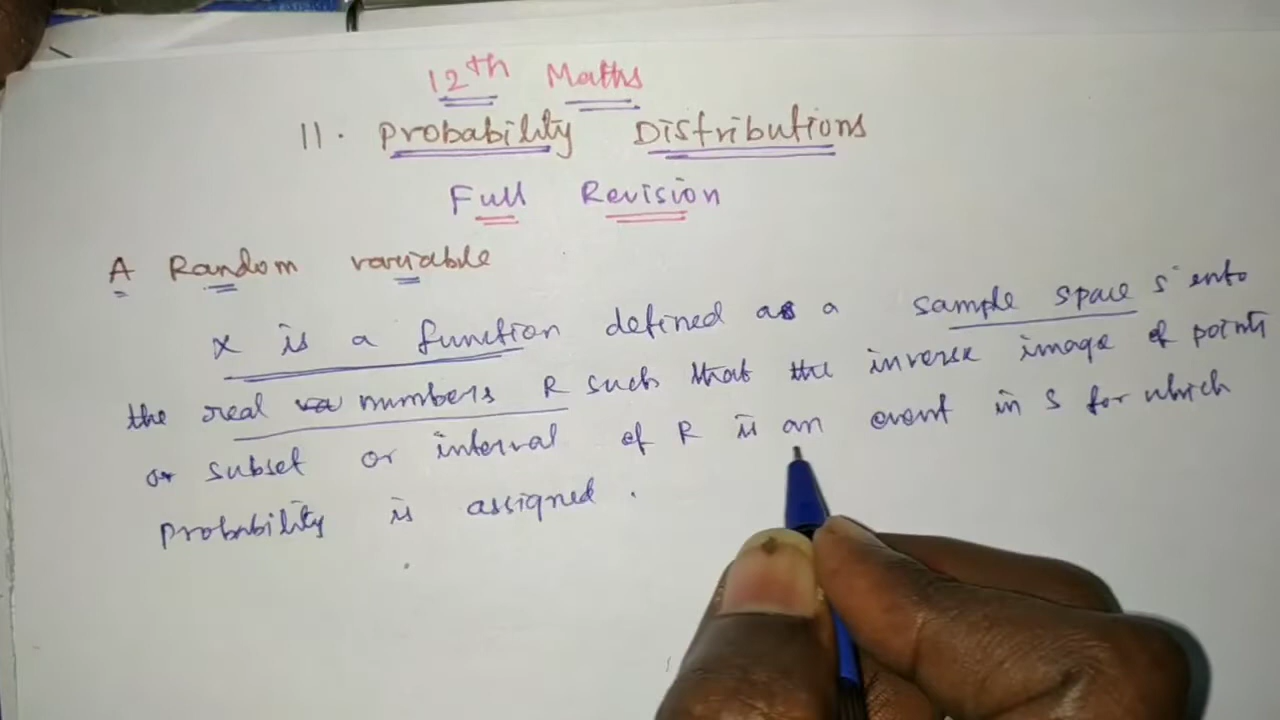 12th Maths
11. Probability Distributions
Full Revision
A Random variable
X is a function defined as a sample space S into
the real numbers R such that the inverse image of points
or subset or interval of R is an event in S for which
Probability is assigned.